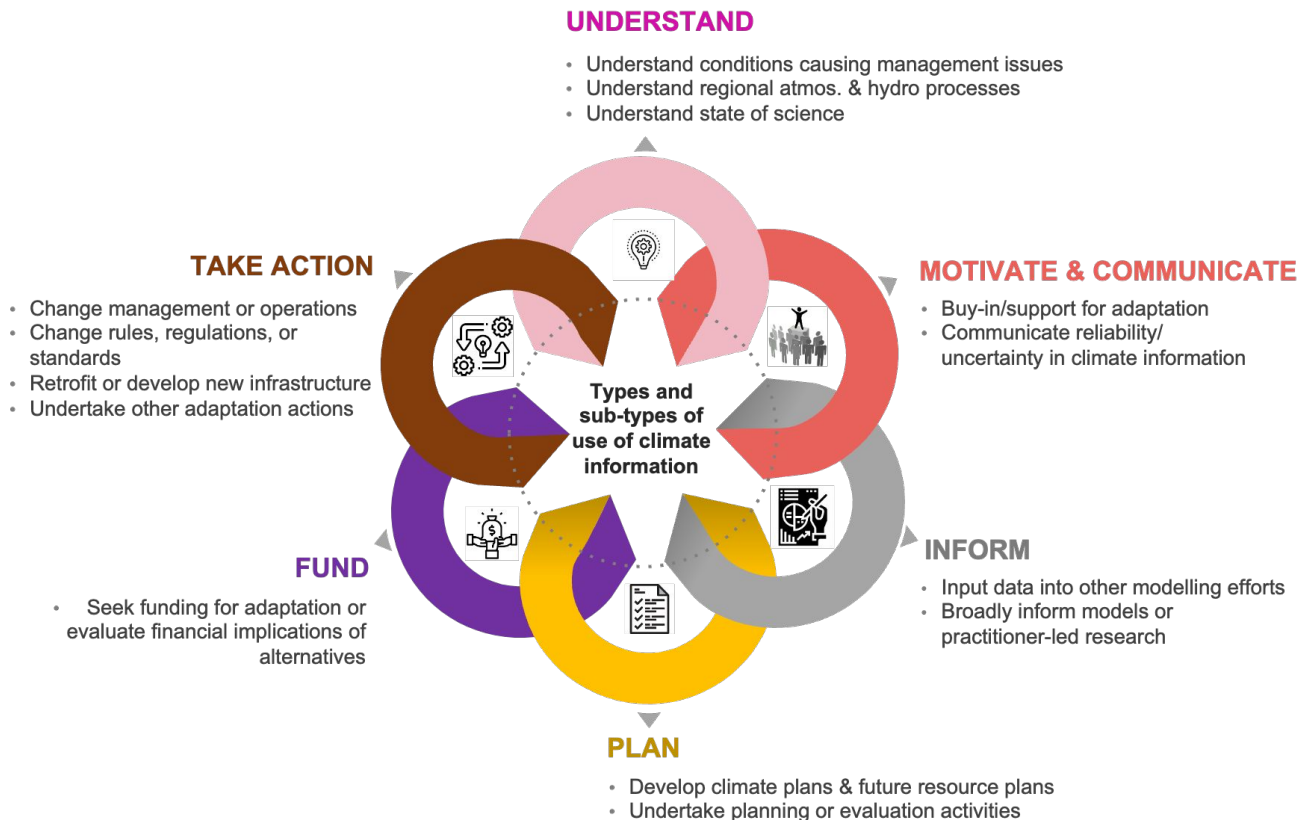 UNDERSTAND
• Understand conditions causing management issues
• Understand regional atmos. & hydro processes
• Understand state of science
MOTIVATE & COMMUNICATE
• Buy-in/support for adaptation
• Communicate reliability/
uncertainty in climate information
INFORM
• Input data into other modelling efforts
• Broadly inform models or
practitioner-led research
PLAN
• Develop climate plans & future resource plans
• Undertake planning or evaluation activities
FUND
• Seek funding for adaptation or
evaluate financial implications of
alternatives
TAKE ACTION
• Change management or operations
• Change rules, regulations, or
standards
• Retrofit or develop new infrastructure
• Undertake other adaptation actions
Types and
sub-types of
use of climate
information
$